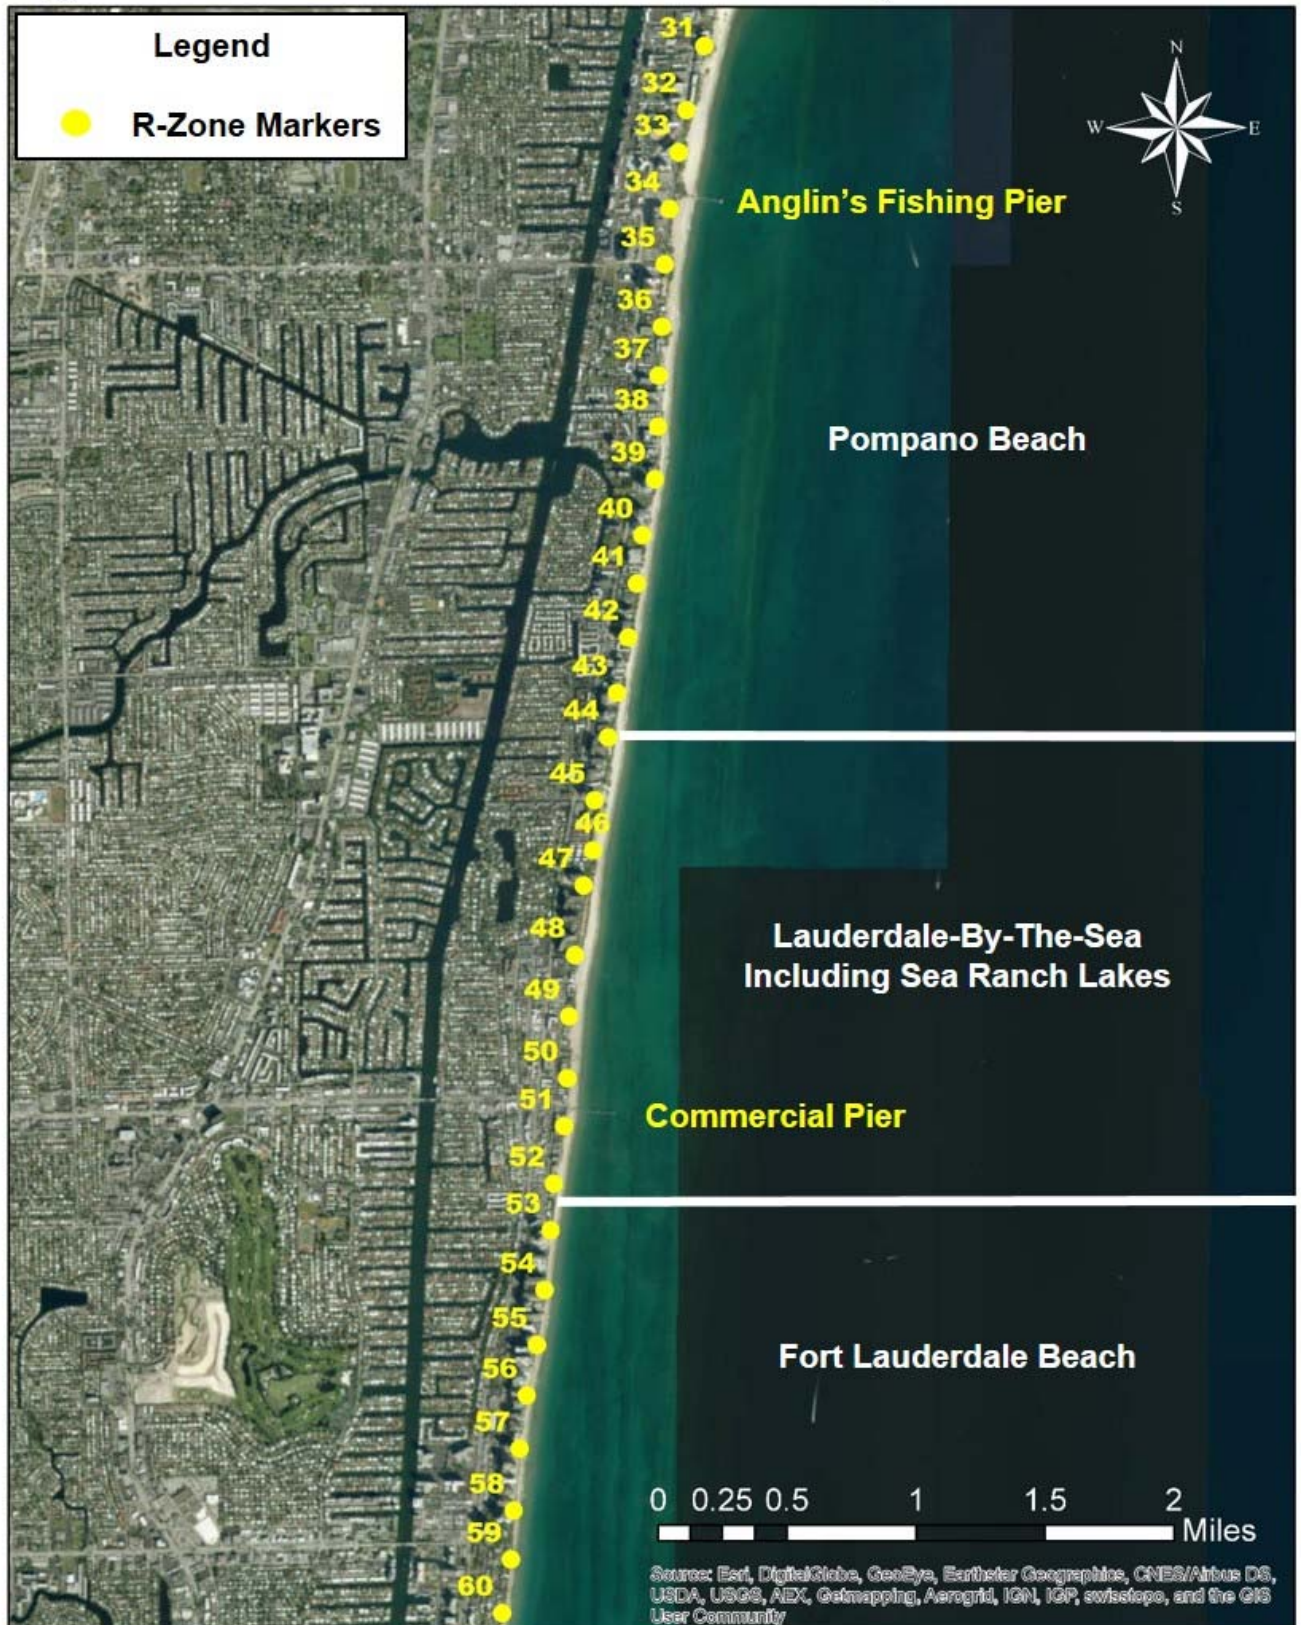 Legend
R-Zone Markers
N
W
E
S
31
32
33
34
Anglin's Fishing Pier
35
36
37
38
Pompano Beach
39
40
41
42
43
44
45
46
47
48
Lauderdale-By-The-Sea
Including Sea Ranch Lakes
49
50
51
Commercial Pier
52
53
54
55
Fort Lauderdale Beach
56
57
58
59
60
0 0.25 0.5 1 1.5 2
Miles
Source: Esri, DigitalGlobe, GeoEye, Earthstar Geographics, CNES/Airbus DS,
USDA, USGS, AEX, Getmapping, Aerogrid, IGN, IGP, swisstopo, and the GIS
User Community